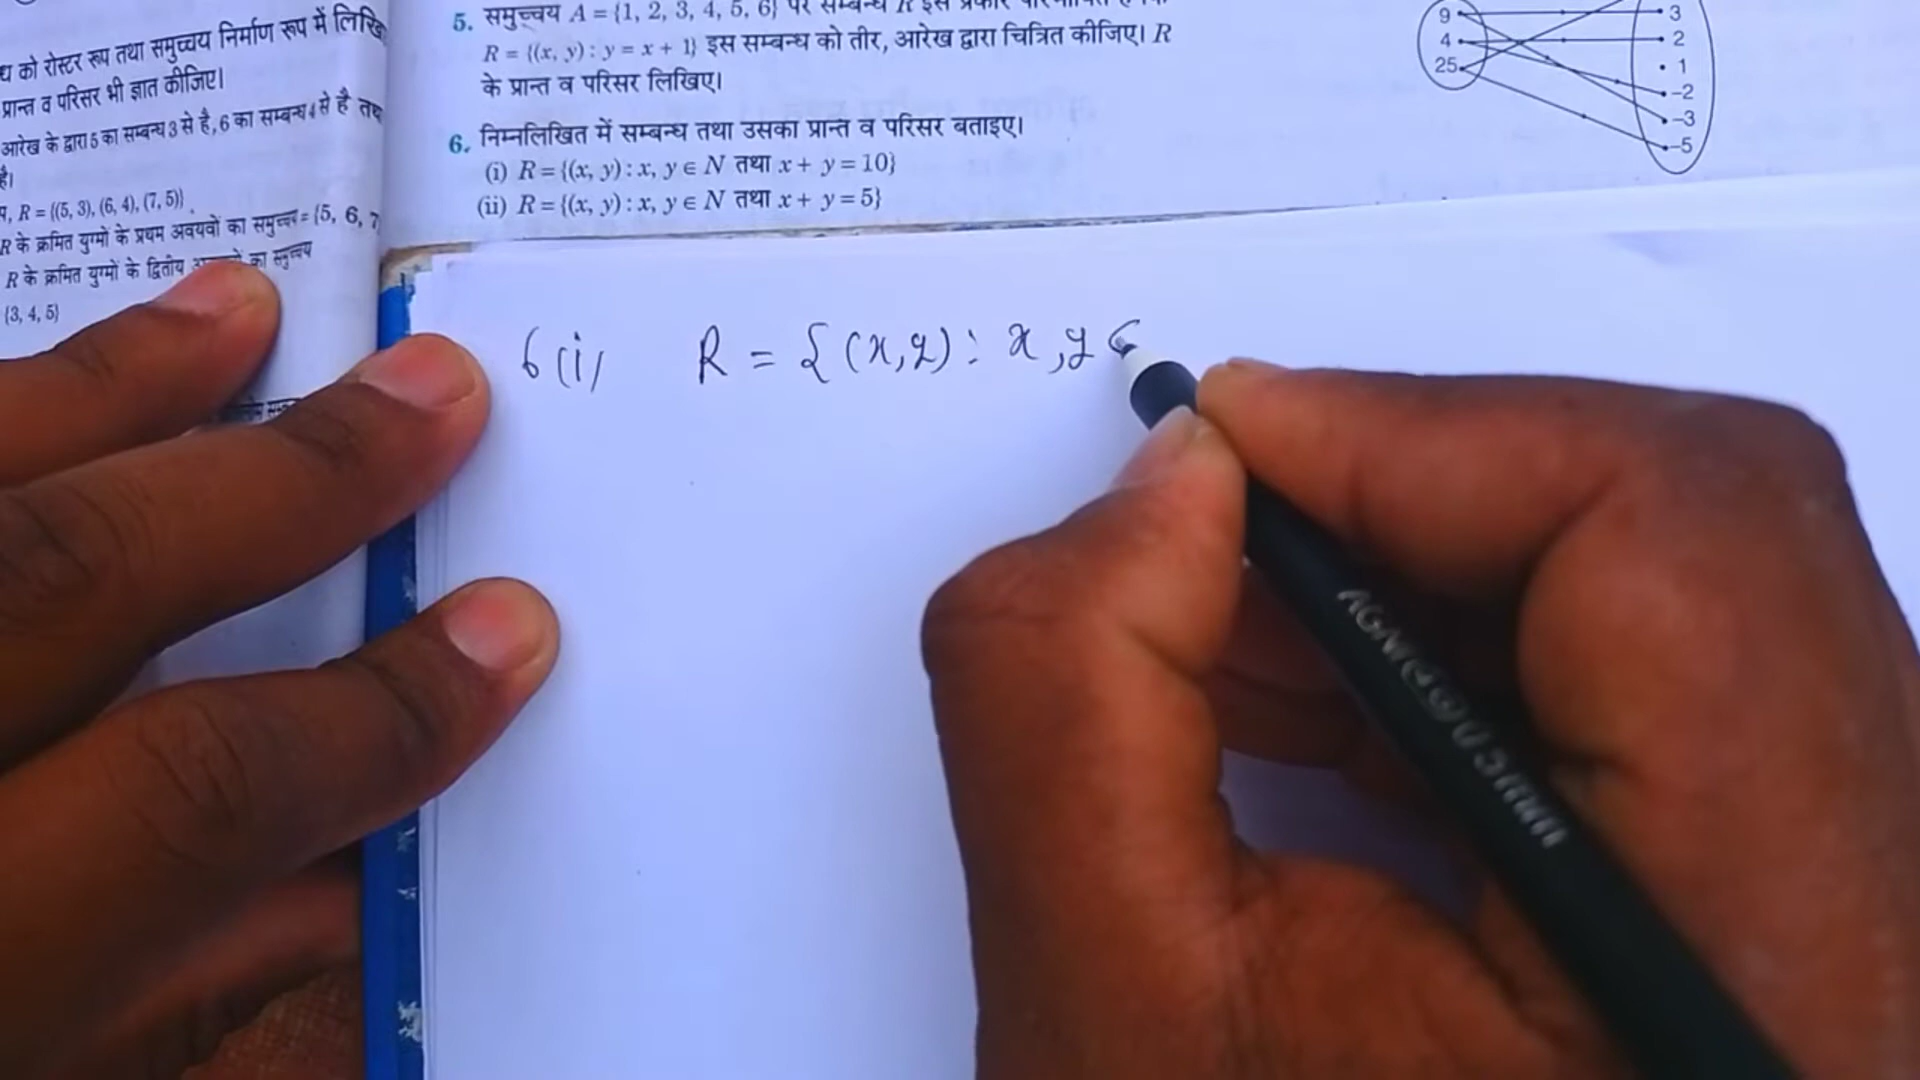 ध को रोस्टर रूप तथा समुच्चय निर्माण रूप में लिखि
प्रान्त व परिसर भी ज्ञात कीजिए।
आरेख के द्वारा 5 का सम्बन्ध 3 से है, 6 का सम्बन्ध 4 से है तथ
है।
R = {(5, 3), (6, 4), (7, 5)}
R के क्रमित युग्मों के प्रथम अवयवों का समुच्चय = {5, 6, 7
R के क्रमित युग्मों के द्वितीय का समुच्चय
{3, 4, 5}
5. समुच्चय A = {1, 2, 3, 4, 5, 6} पर सम्बन्ध R इस प्रकार
R = {(x, y) : y = x + 1} इस सम्बन्ध को तीर, आरेख द्वारा चित्रित कीजिए। R
के प्रान्त व परिसर लिखिए।
6. निम्नलिखित में सम्बन्ध तथा उसका प्रान्त व परिसर बताइए।
(i) R = {(x, y) : x, y ∈ N तथा x + y = 10}
(ii) R = {(x, y) : x, y ∈ N तथा x + y = 5}
9
4
25
3
2
1
-2
-3
-5
6(i) R = {(x,y) : x, y